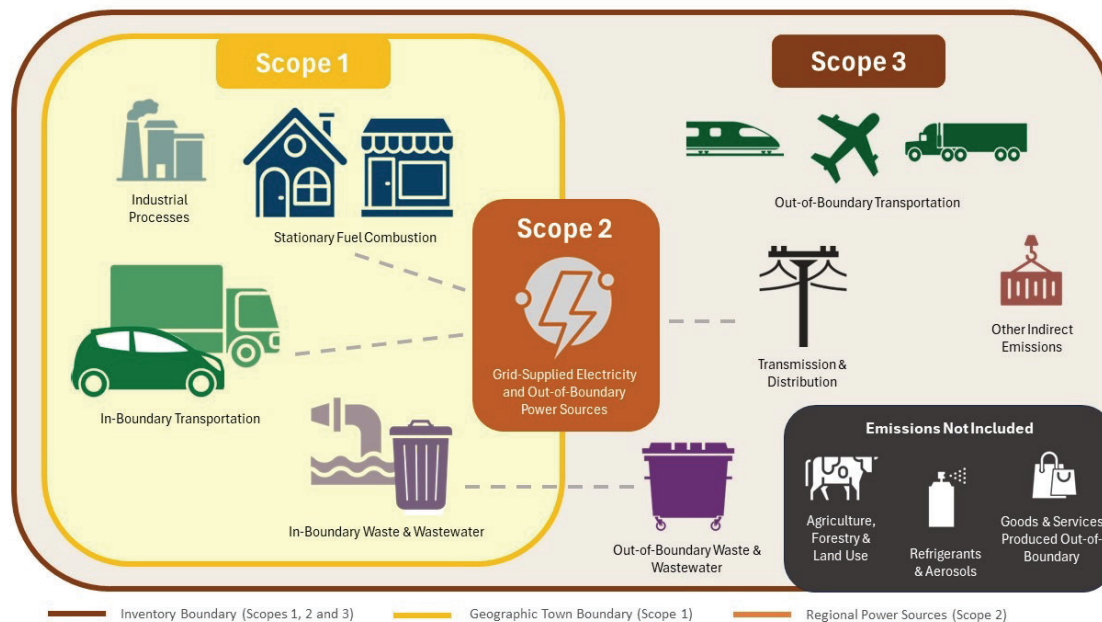 Scope 1
Scope 3
Industrial
Processes
Stationary Fuel Combustion
Out-of-Boundary Transportation
Scope 2
Grid-Supplied Electricity
and Out-of-Boundary
Power Sources
In-Boundary Transportation
Transmission &
Distribution
Other Indirect
Emissions
In-Boundary Waste & Wastewater
Out-of-Boundary Waste &
Wastewater
Emissions Not Included
Agriculture,
Forestry &
Land Use
Refrigerants
& Aerosols
Goods & Services
Produced Out-of-
Boundary
Inventory Boundary (Scopes 1, 2 and 3)
Geographic Town Boundary (Scope 1)
Regional Power Sources (Scope 2)